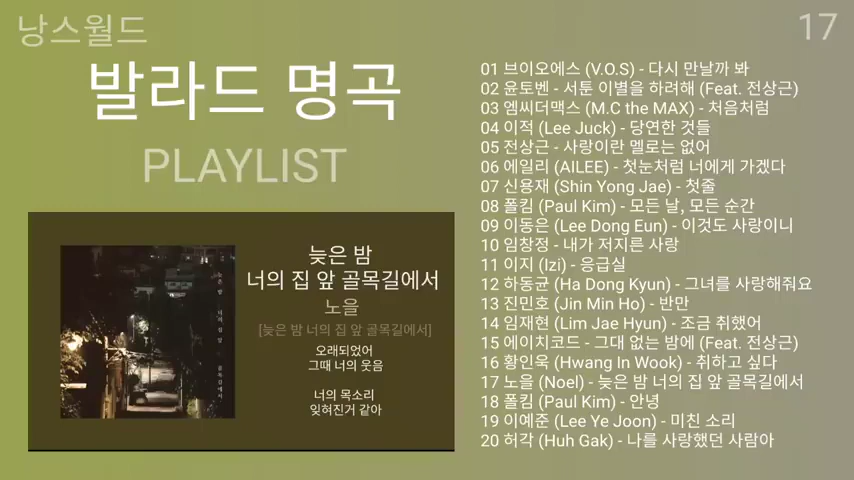 낭스월드
17
발라드 명곡
PLAYLIST
늦은 밤
너의 집 앞 골목길에서
노을
[늦은 밤 너의 집 앞 골목길에서]
오래되었어
그때 너의 웃음
너의 목소리
잊혀진거 같아
늦은 밤 너의 집 앞 골목길에서
01 브이오에스 (V.O.S) - 다시 만날까 봐
02 윤토벤 - 서툰 이별을 하려해 (Feat. 전상근)
03 엠씨더맥스 (M.C the MAX) - 처음처럼
04 이적 (Lee Juck) - 당연한 것들
05 전상근 - 사랑이란 멜로는 없어
06 에일리 (AILEE) - 첫눈처럼 너에게 가겠다
07 신용재 (Shin Yong Jae) - 첫줄
08 폴킴 (Paul Kim) - 모든 날, 모든 순간
09 이동은 (Lee Dong Eun) - 이것도 사랑이니
10 임창정 - 내가 저지른 사랑
11 이지 (Izi) - 응급실
12 하동균 (Ha Dong Kyun) - 그녀를 사랑해줘요
13 진민호 (Jin Min Ho) - 반만
14 임재현 (Lim Jae Hyun) - 조금 취했어
15 에이치코드 - 그대 없는 밤에 (Feat. 전상근)
16 황인욱 (Hwang In Wook) - 취하고 싶다
17 노을 (Noel) - 늦은 밤 너의 집 앞 골목길에서
18 폴킴 (Paul Kim) - 안녕
19 이예준 (Lee Ye Joon) - 미친 소리
20 허각 (Huh Gak) - 나를 사랑했던 사람아